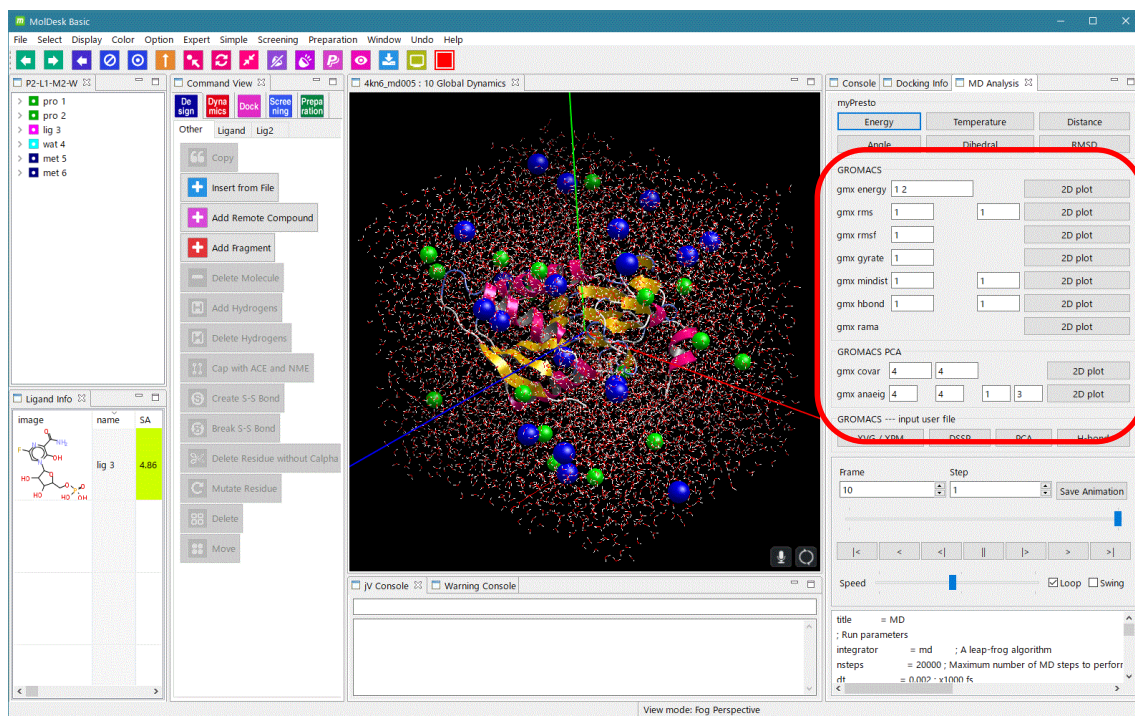 MolDesk Basic
File Select Display Color Option Expert Simple Screening Preparation Window Undo Help
P2-L1-M2-W
pro 1
pro 2
lig 3
wat 4
met 5
met 6
Ligand Info
image name SA
lig 3 4.86
Command View
De sign
Dyna mics
Dock
Scree ning
Prepa ration
Other Ligand Lig2
Copy
Insert from File
Add Remote Compound
Add Fragment
Delete Molecule
Add Hydrogens
Delete Hydrogens
Cap with ACE and NME
Create S-S Bond
Break S-S Bond
Delete Residue without Calpha
Mutate Residue
Delete
Move
4kn6_md005 : 10 Global Dynamics
jV Console Warning Console
Console Docking Info MD Analysis
myPresto
Energy Temperature Distance
Angle Dihedral RMSD
GROMACS
gmx energy 1 2 2D plot
gmx rms 1 1 2D plot
gmx rmsf 1 2D plot
gmx gyrate 1 2D plot
gmx mindist 1 1 2D plot
gmx hbond 1 1 2D plot
gmx rama 2D plot
GROMACS PCA
gmx covar 4 4 2D plot
gmx anaeig 4 4 1 3 2D plot
GROMACS --- input user file
XVG / XPM DSSP PCA H-bond
Frame Step
10 1 Save Animation
|< < <| || |> > >|
Speed Loop Swing
title = MD
; Run parameters
integrator = md ; A leap-frog algorithm
nsteps = 20000 ; Maximum number of MD steps to perforr
dt = 0.002 ; x1000 fs
View mode: Fog Perspective